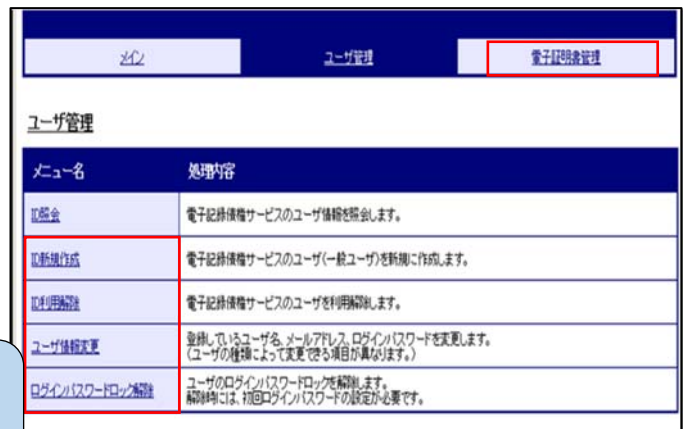 メイン
ユーザ管理
電子証明書管理
ユーザ管理
メニュー名
処理内容
ID照会
電子記録債権サービスのユーザ情報を照会します。
ID新規作成
電子記録債権サービスのユーザ(一般ユーザ)を新規に作成します。
ID利用解除
電子記録債権サービスのユーザを利用解除します。
ユーザ情報変更
登録しているユーザ名、メールアドレス、ログインパスワードを変更します。
(ユーザの種類によって変更できる項目が異なります。)
ログインパスワードロック解除
ユーザのログインパスワードロックを解除します。
解除時には、初回ログインパスワードの設定が必要です。